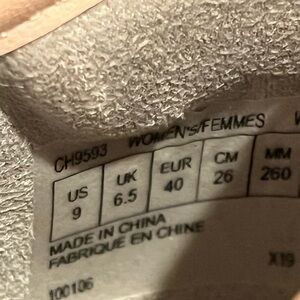 CH9593 WOMEN'S/FEMMES W
US UK EUR CM MM
9 6.5 40 26 260
MADE IN CHINA
FABRIQUE EN CHINE
100106 X19